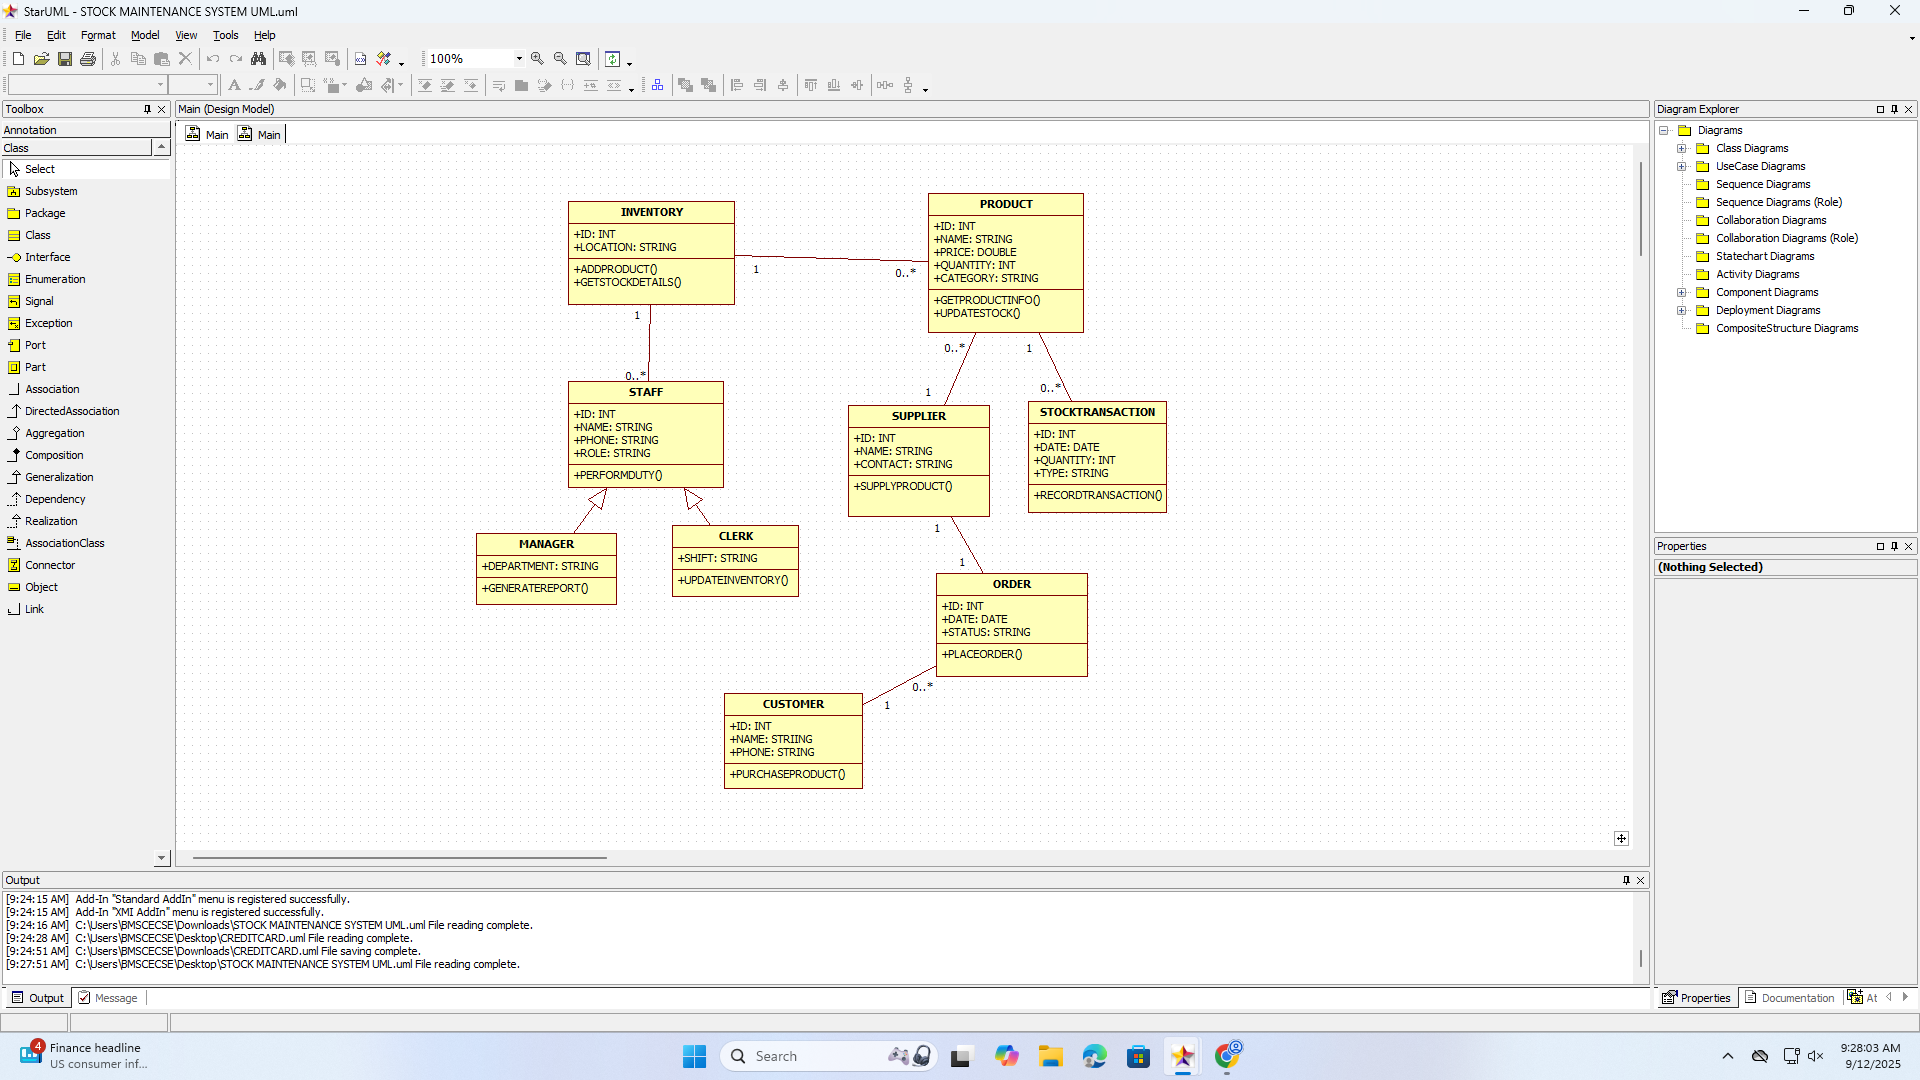 StarUML - STOCK MAINTENANCE SYSTEM UML.uml
File Edit Format Model View Tools Help
100%
Toolbox
Annotation
Class
Select
Subsystem
Package
Class
Interface
Enumeration
Signal
Exception
Port
Part
Association
DirectedAssociation
Aggregation
Composition
Generalization
Dependency
Realization
AssociationClass
Connector
Object
Link
Main (Design Model)
Main Main
INVENTORY
+ID: INT
+LOCATION: STRING
+ADDPRODUCT()
+GETSTOCKDETAILS()
1
0..*
PRODUCT
+ID: INT
+NAME: STRING
+PRICE: DOUBLE
+QUANTITY: INT
+CATEGORY: STRING
+GETPRODUCTINFO()
+UPDATESTOCK()
1
0..*
STAFF
+ID: INT
+NAME: STRING
+PHONE: STRING
+ROLE: STRING
+PERFORMDUTY()
0..*
1
1
0..*
SUPPLIER
+ID: INT
+NAME: STRING
+CONTACT: STRING
+SUPPLYPRODUCT()
STOCKTRANSACTION
+ID: INT
+DATE: DATE
+QUANTITY: INT
+TYPE: STRING
+RECORDTRANSACTION()
MANAGER
+DEPARTMENT: STRING
+GENERATEREPORT()
CLERK
+SHIFT: STRING
+UPDATEINVENTORY()
1
1
ORDER
+ID: INT
+DATE: DATE
+STATUS: STRING
+PLACEORDER()
0..*
1
CUSTOMER
+ID: INT
+NAME: STRIING
+PHONE: STRING
+PURCHASEPRODUCT()
Diagram Explorer
Diagrams
Class Diagrams
UseCase Diagrams
Sequence Diagrams
Sequence Diagrams (Role)
Collaboration Diagrams
Collaboration Diagrams (Role)
Statechart Diagrams
Activity Diagrams
Component Diagrams
Deployment Diagrams
CompositeStructure Diagrams
Properties
(Nothing Selected)
Properties Documentation At
Output
[9:24:15 AM] Add-In "Standard AddIn" menu is registered successfully.
[9:24:15 AM] Add-In "XMI AddIn" menu is registered successfully.
[9:24:16 AM] C:\Users\BMSCECSE\Downloads\STOCK MAINTENANCE SYSTEM UML.uml File reading complete.
[9:24:28 AM] C:\Users\BMSCECSE\Desktop\CREDITCARD.uml File reading complete.
[9:24:51 AM] C:\Users\BMSCECSE\Downloads\CREDITCARD.uml File saving complete.
[9:27:51 AM] C:\Users\BMSCECSE\Desktop\STOCK MAINTENANCE SYSTEM UML.uml File reading complete.
Output Message
4
Finance headline
US consumer inf...
Search
9:28:03 AM
9/12/2025